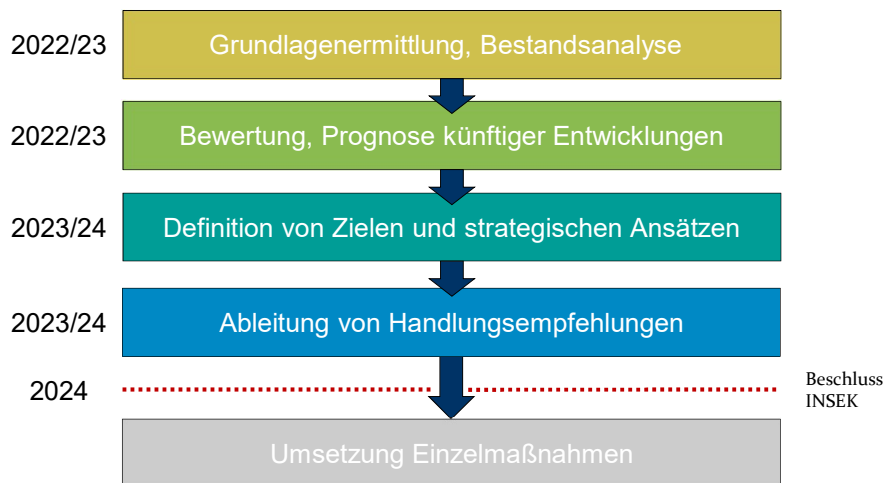 2022/23 Grundlagenermittlung, Bestandsanalyse
2022/23 Bewertung, Prognose künftiger Entwicklungen
2023/24 Definition von Zielen und strategischen Ansätzen
2023/24 Ableitung von Handlungsempfehlungen
2024
Beschluss
INSEK
Umsetzung Einzelmaßnahmen